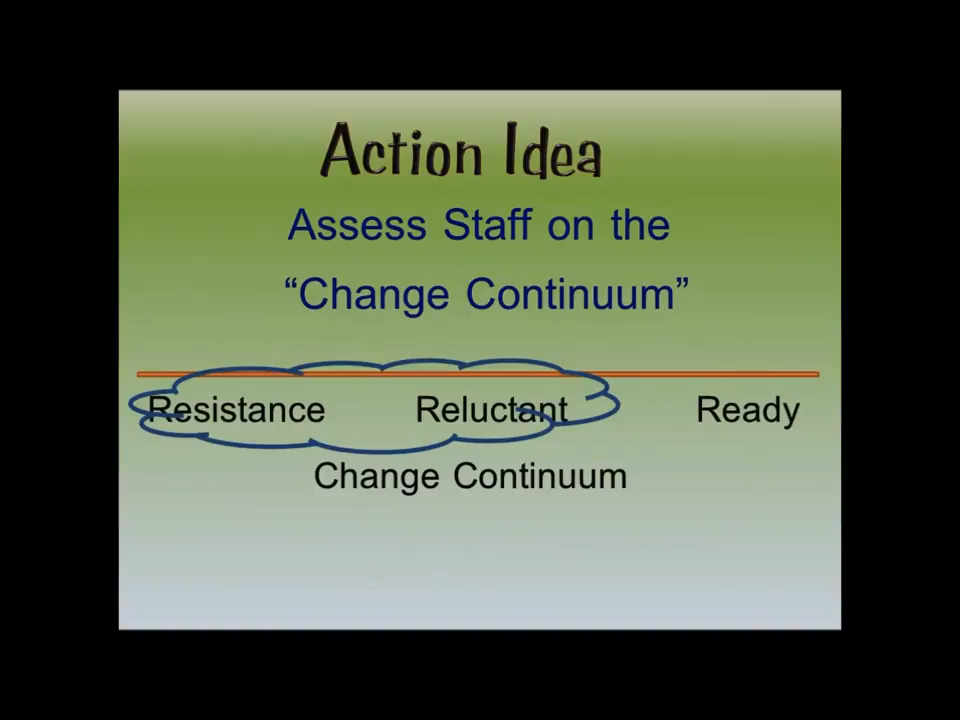 Action Idea
Assess Staff on the
“Change Continuum”
Resistance Reluctant Ready
Change Continuum